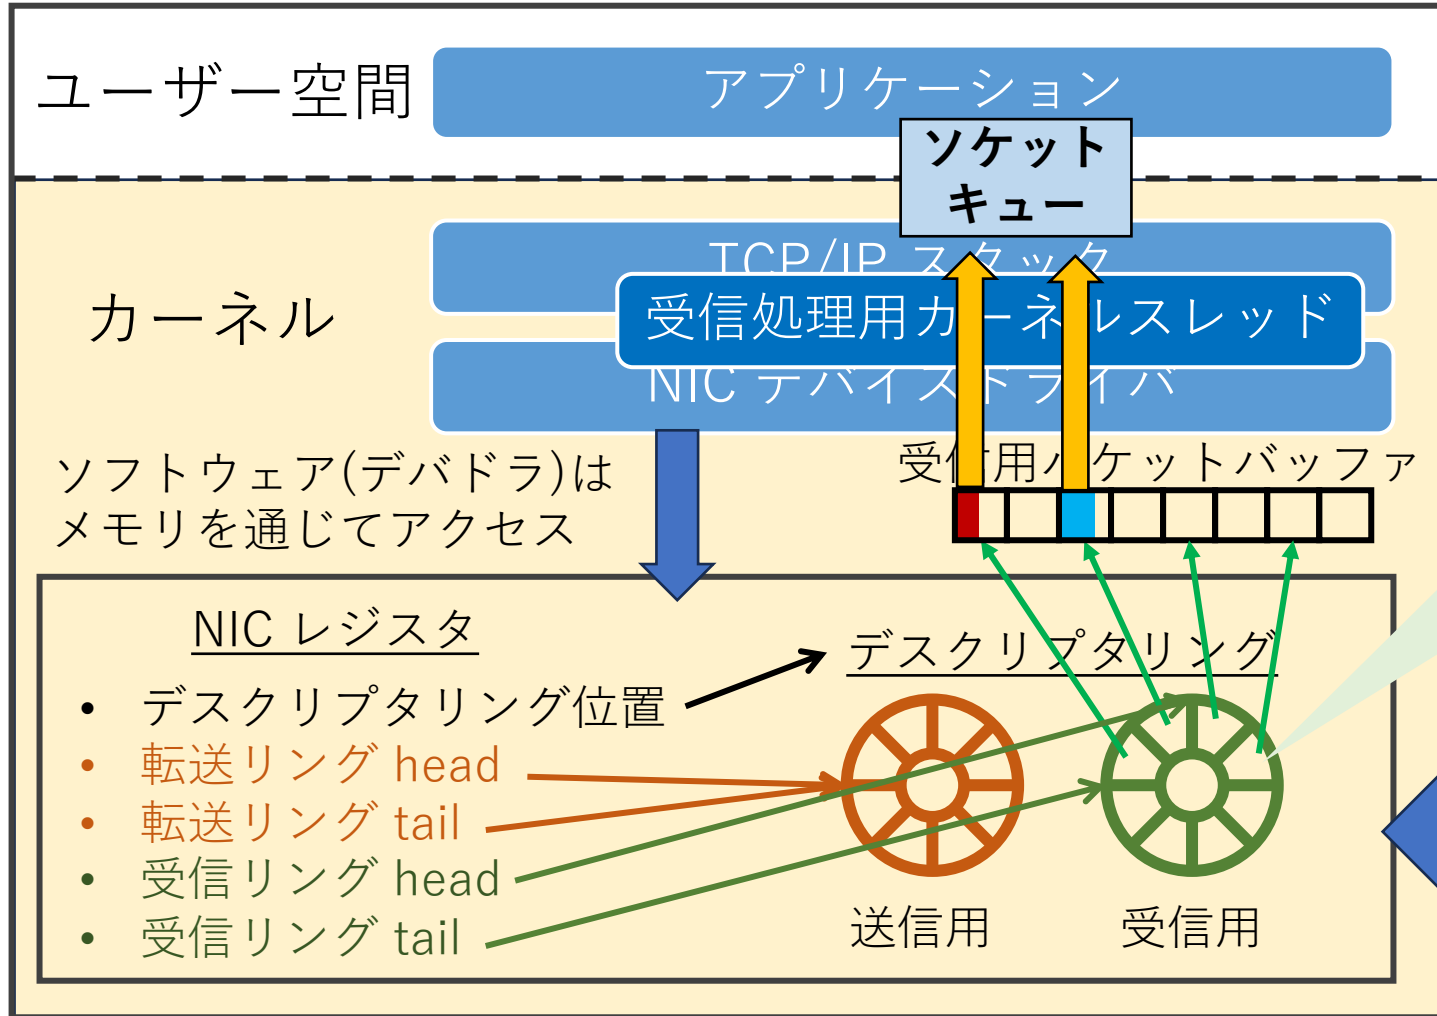 ユーザー空間
アプリケーション
ソケット
キュー
カーネル
TCP/IP スタック
受信処理用カーネルスレッド
NIC デバイスドライバ
ソフトウェア(デバドラ)は
メモリを通じてアクセス
受信用パケットバッファ
NIC レジスタ
• デスクリプタリング位置
• 転送リング head
• 転送リング tail
• 受信リング head
• 受信リング tail
デスクリプタリング
送信用
受信用